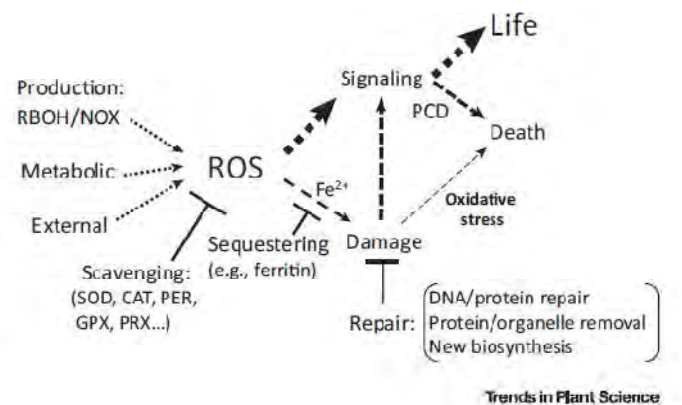 Life
Signaling
Production:
RBOH/NOX
PCD
Death
Metabolic
ROS
Fe²⁺
External
Oxidative
stress
Sequestering
(e.g., ferritin)
Damage
Scavenging:
(SOD, CAT, PER,
GPX, PRX...)
Repair:
DNA/protein repair
Protein/organelle removal
New biosynthesis
Trends in Plant Science